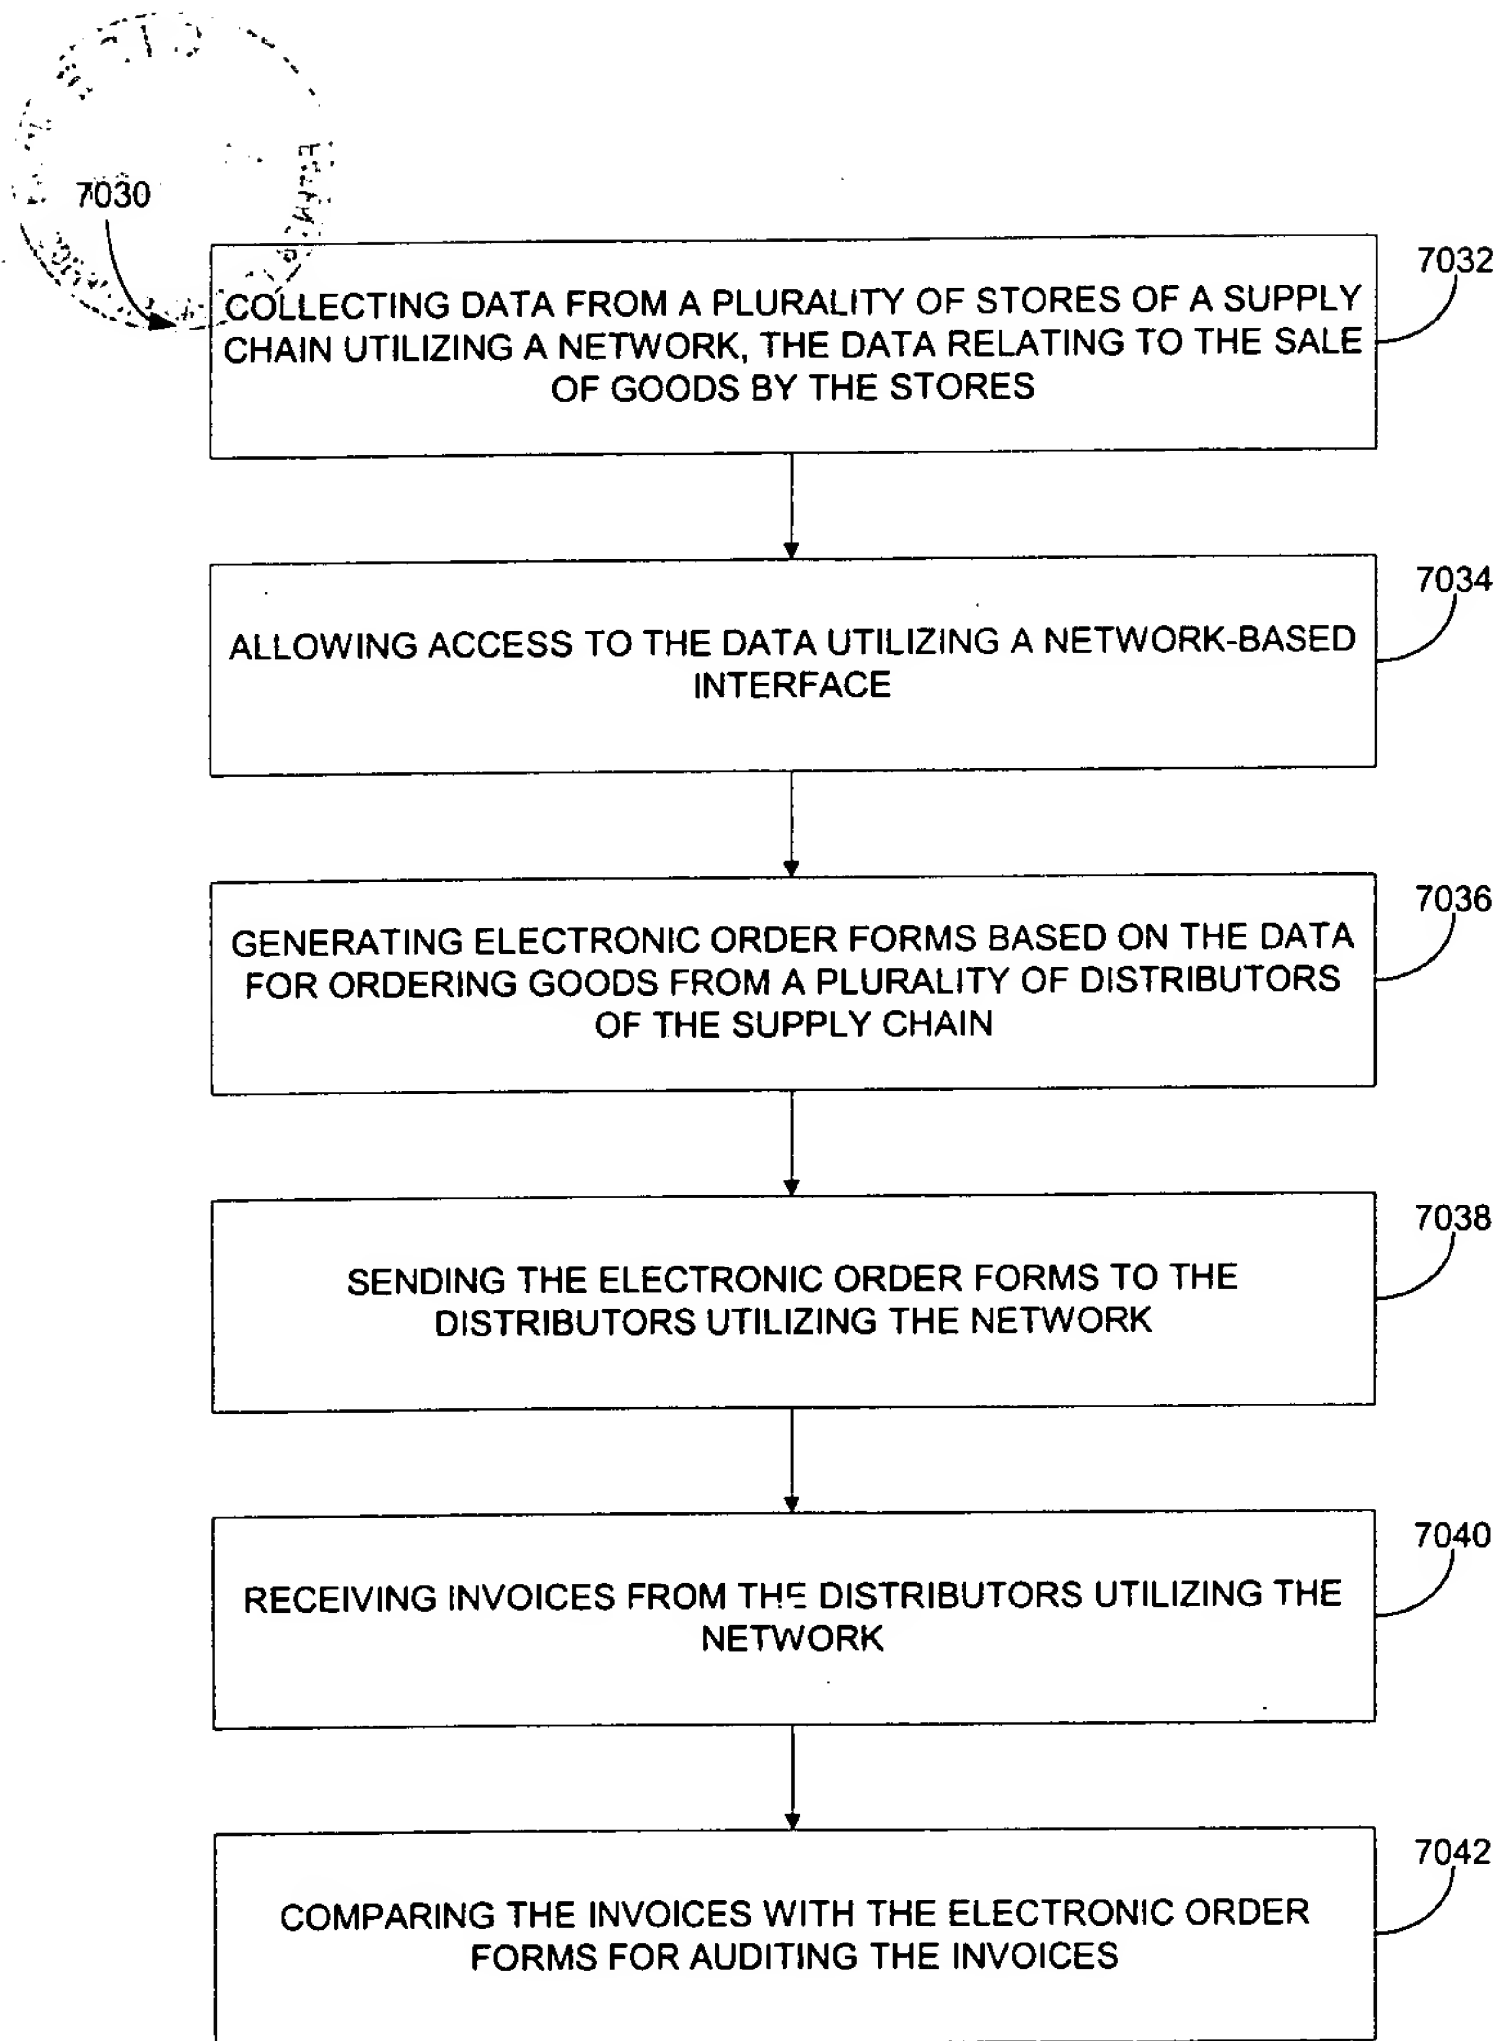 7030
7032
COLLECTING DATA FROM A PLURALITY OF STORES OF A SUPPLY
CHAIN UTILIZING A NETWORK, THE DATA RELATING TO THE SALE
OF GOODS BY THE STORES
7034
ALLOWING ACCESS TO THE DATA UTILIZING A NETWORK-BASED
INTERFACE
7036
GENERATING ELECTRONIC ORDER FORMS BASED ON THE DATA
FOR ORDERING GOODS FROM A PLURALITY OF DISTRIBUTORS
OF THE SUPPLY CHAIN
7038
SENDING THE ELECTRONIC ORDER FORMS TO THE
DISTRIBUTORS UTILIZING THE NETWORK
7040
RECEIVING INVOICES FROM THE DISTRIBUTORS UTILIZING THE
NETWORK
7042
COMPARING THE INVOICES WITH THE ELECTRONIC ORDER
FORMS FOR AUDITING THE INVOICES